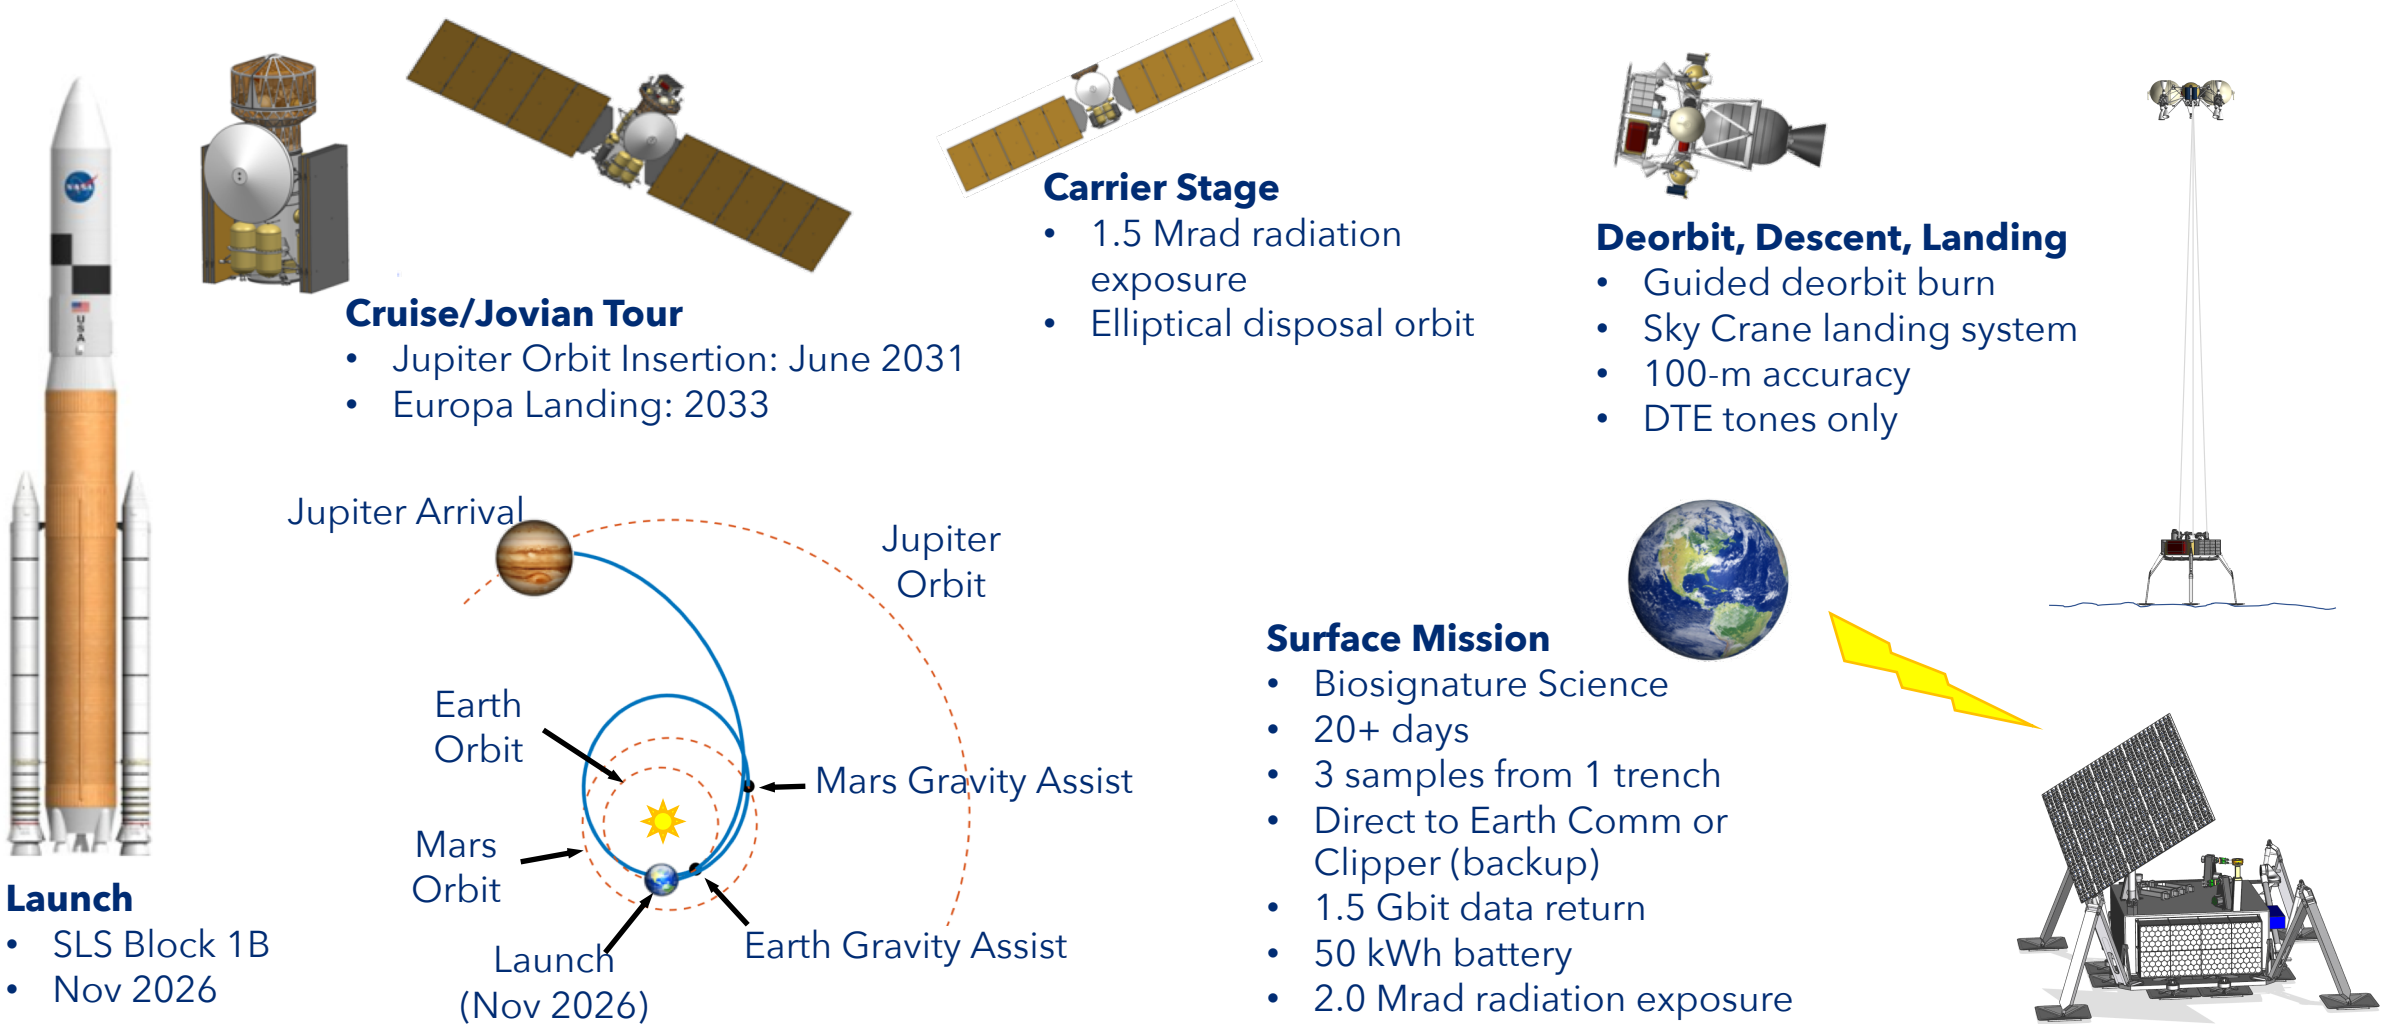 NASA
USA
Launch
• SLS Block 1B
• Nov 2026
Cruise/Jovian Tour
• Jupiter Orbit Insertion: June 2031
• Europa Landing: 2033
Carrier Stage
• 1.5 Mrad radiation
exposure
• Elliptical disposal orbit
Deorbit, Descent, Landing
• Guided deorbit burn
• Sky Crane landing system
• 100-m accuracy
• DTE tones only
Jupiter Arrival
Jupiter
Orbit
Earth
Orbit
Mars Gravity Assist
Mars
Orbit
Earth Gravity Assist
Launch
(Nov 2026)
Surface Mission
• Biosignature Science
• 20+ days
• 3 samples from 1 trench
• Direct to Earth Comm or
Clipper (backup)
• 1.5 Gbit data return
• 50 kWh battery
• 2.0 Mrad radiation exposure